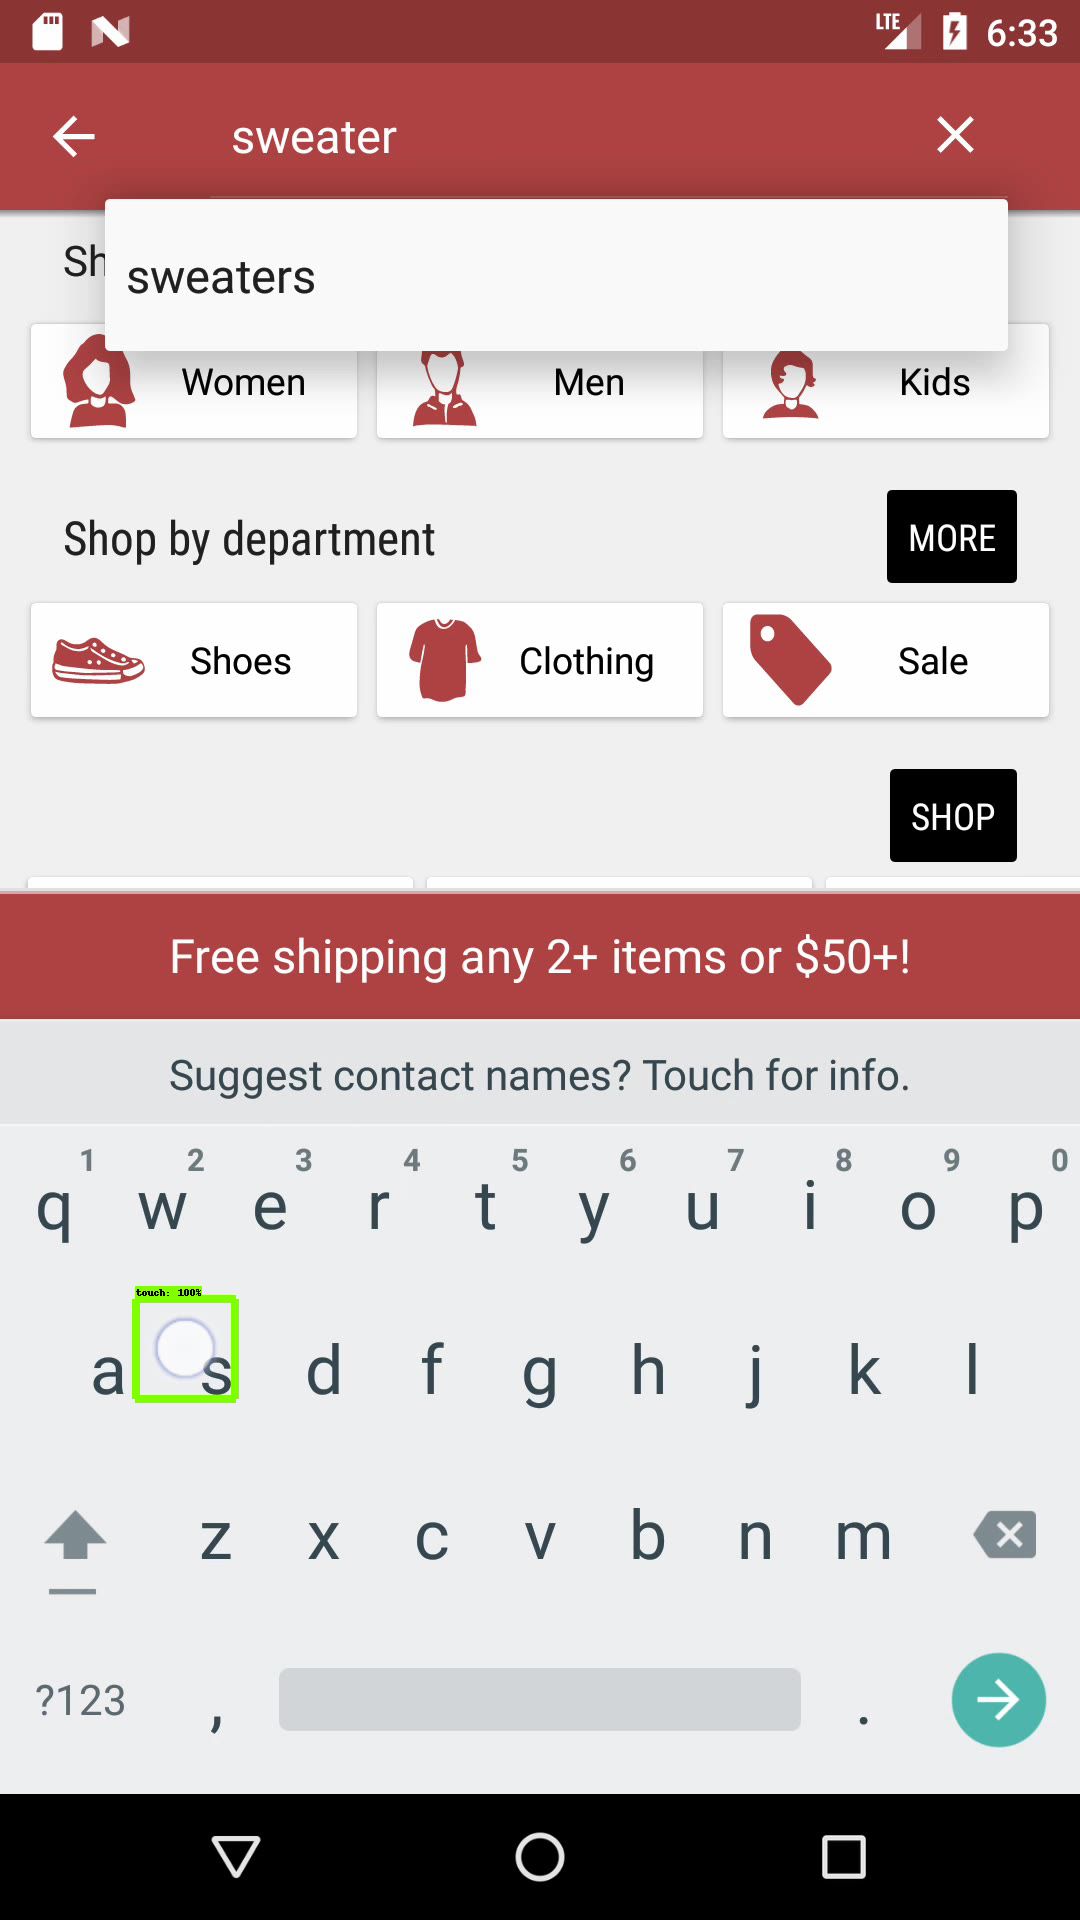 LTE 6:33
sweater
Sh
sweaters
Women Men Kids
Shop by department MORE
Shoes Clothing Sale
SHOP
Free shipping any 2+ items or $50+!
Suggest contact names? Touch for info.
1 2 3 4 5 6 7 8 9 0
q w e r t y u i o p
touch: 100%
a s d f g h j k l
z x c v b n m
?123 , .